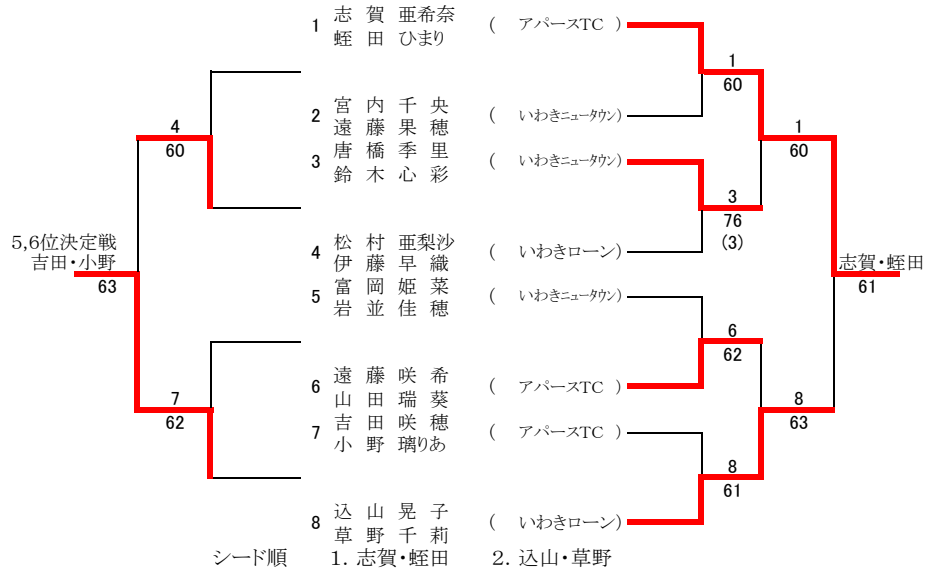 1 志賀 亜希奈 ( アパースTC )
蛭田 ひまり
1
60
2 宮内千央 ( いわきニュータウン)
遠藤果穂
4
60
1
60
3 唐橋季里 ( いわきニュータウン)
鈴木心彩
3
76
(3)
4 松村 亜梨沙 ( いわきローン)
伊藤早織
5,6位決定戦
吉田・小野
63
志賀・蛭田
61
5 富岡姫菜 ( いわきニュータウン)
岩並佳穂
6
62
6 遠藤咲希 ( アパースTC )
山田瑞葵
7
62
8
63
7 吉田咲穂 ( アパースTC )
小野 璃りあ
8
61
8 込山晃子 ( いわきローン)
草野千莉
シード順 1. 志賀・蛭田 2. 込山・草野